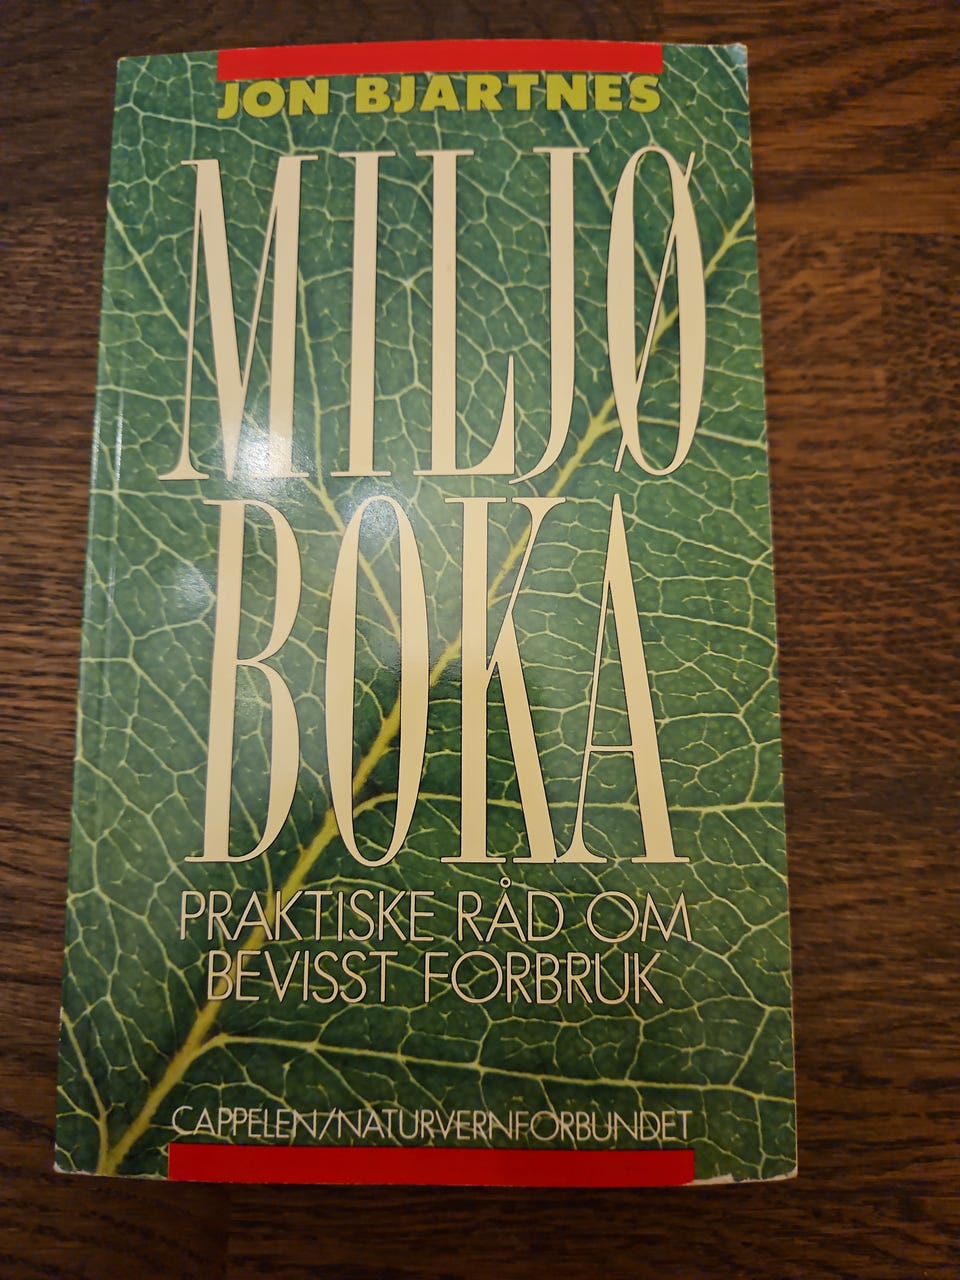 JON BJARTNES
MILJØ
BOKA
PRAKTISKE RÅD OM
BEVISST FORBRUK
CAPPELEN/NATURVERNFORBUNDET